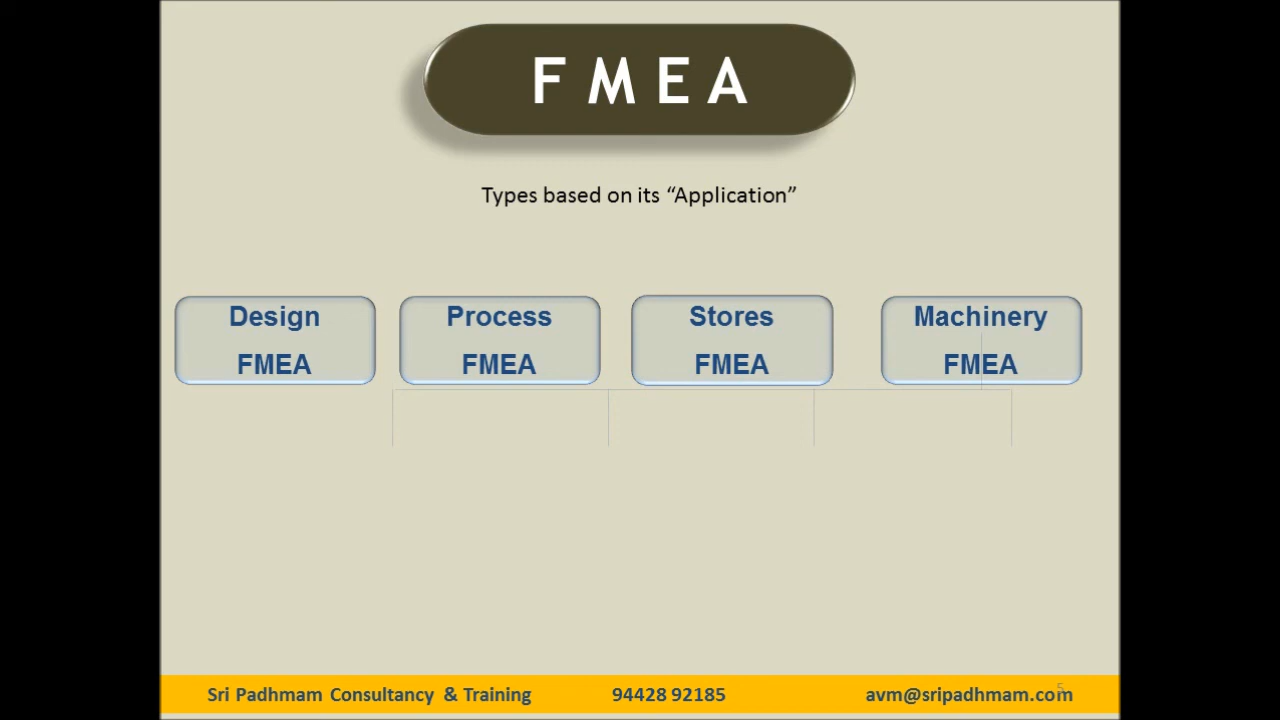 F M E A
Types based on its “Application”
Design
FMEA
Process
FMEA
Stores
FMEA
Machinery
FMEA
Sri Padhmam Consultancy & Training 94428 92185 avm@sripadhmam.com
5